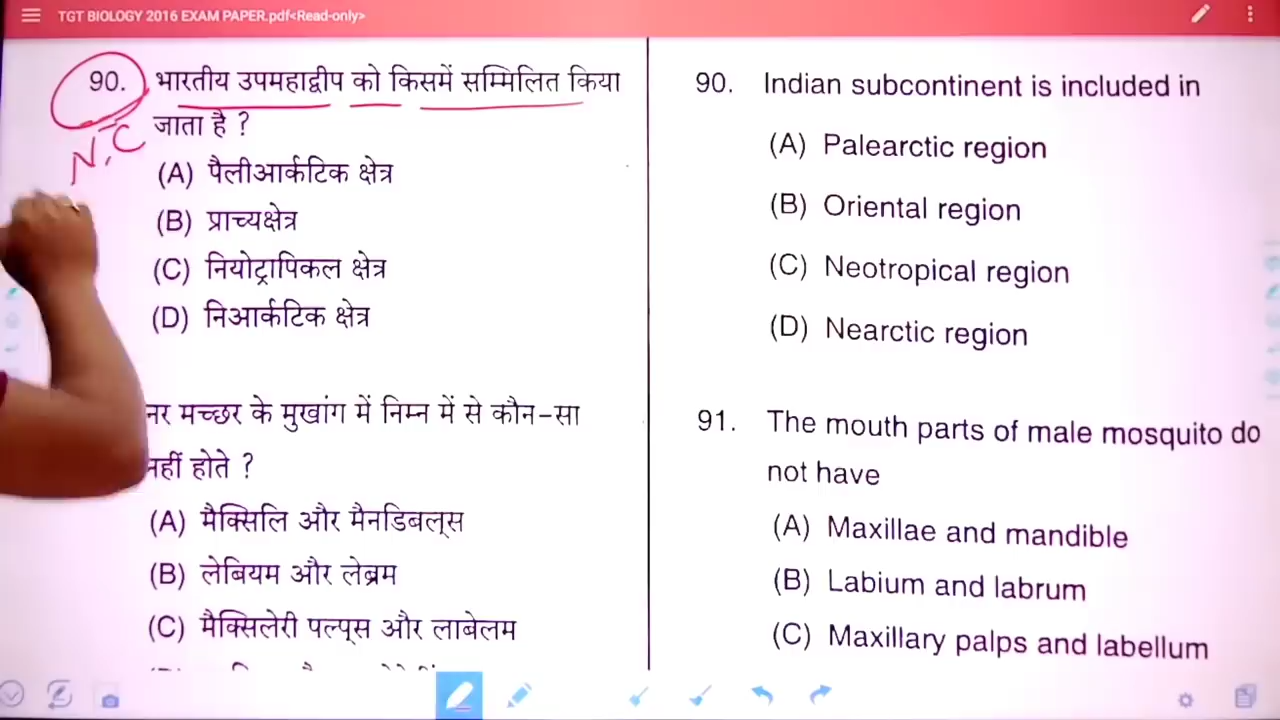 TGT BIOLOGY 2016 EXAM PAPER.pdf<Read-only>
90. भारतीय उपमहाद्वीप को किसमें सम्मिलित किया
जाता है ?
N.C
(A) पैलीआर्कटिक क्षेत्र
(B) प्राच्यक्षेत्र
(C) नियोट्रापिकल क्षेत्र
(D) निआर्कटिक क्षेत्र
नर मच्छर के मुखांग में निम्न में से कौन-सा
नहीं होते ?
(A) मैक्सिलि और मैनडिबल्स
(B) लेबियम और लेब्रम
(C) मैक्सिलेरी पल्प्स और लाबेलम
90. Indian subcontinent is included in
(A) Palearctic region
(B) Oriental region
(C) Neotropical region
(D) Nearctic region
91. The mouth parts of male mosquito do
not have
(A) Maxillae and mandible
(B) Labium and labrum
(C) Maxillary palps and labellum